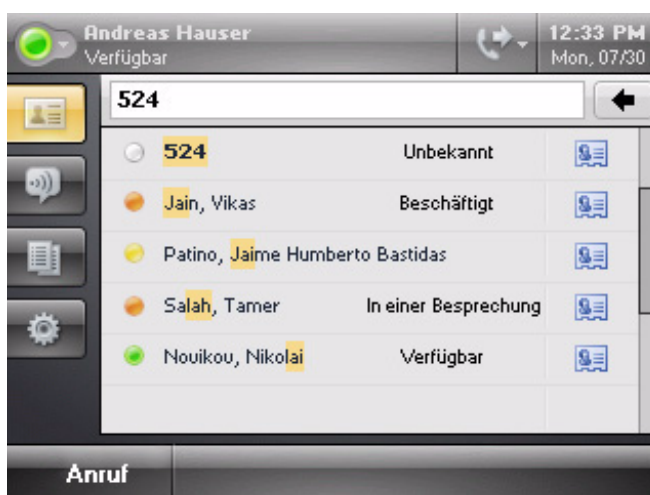 Andreas Hauser
Verfügbar
12:33 PM
Mon, 07/30
524
524 Unbekannt
Jain, Vikas Beschäftigt
Patino, Jaime Humberto Bastidas
Salah, Tamer In einer Besprechung
Nouikou, Nikolai Verfügbar
Anruf